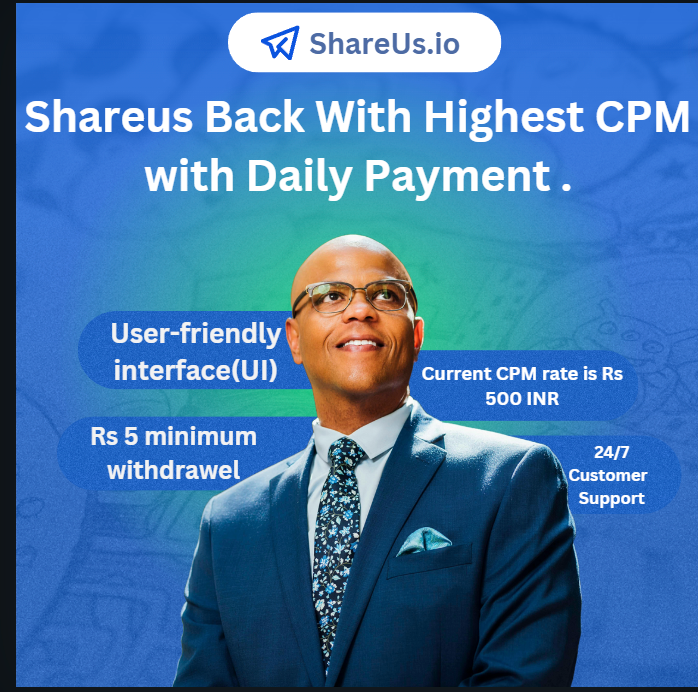 ShareUs.io
Shareus Back With Highest CPM
with Daily Payment .
User-friendly
interface(UI)
Current CPM rate is Rs
500 INR
Rs 5 minimum
withdrawel
24/7
Customer
Support